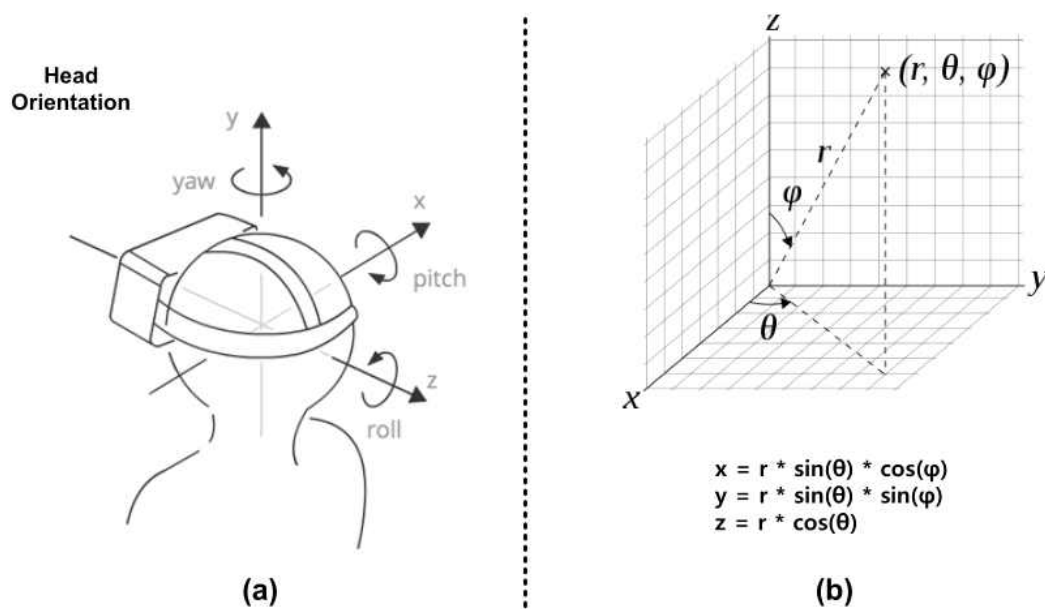 Head
Orientation
y
yaw
x
pitch
z
roll
(a)
z
(r, θ, φ)
r
φ
y
θ
x
x = r * sin(θ) * cos(φ)
y = r * sin(θ) * sin(φ)
z = r * cos(θ)
(b)